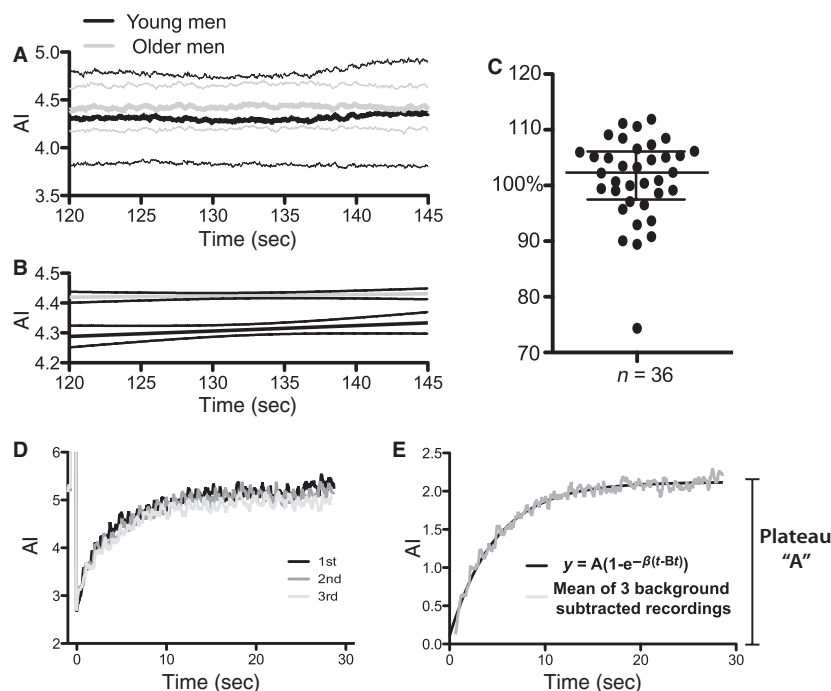 Young men
Older men
A
5.0
4.5
4.0
3.5
AI
120 125 130 135 140 145
Time (sec)
B
4.5
4.4
4.3
4.2
AI
120 125 130 135 140 145
Time (sec)
C
120
110
100%
90
80
70
n = 36
D
6
5
4
3
2
AI
1st
2nd
3rd
0 10 20 30
Time (sec)
E
2.5
2.0
1.5
1.0
0.5
0.0
AI
y = A(1-e−β(t-Bt))
Mean of 3 background
subtracted recordings
0 10 20 30
Time (sec)
Plateau
“A”